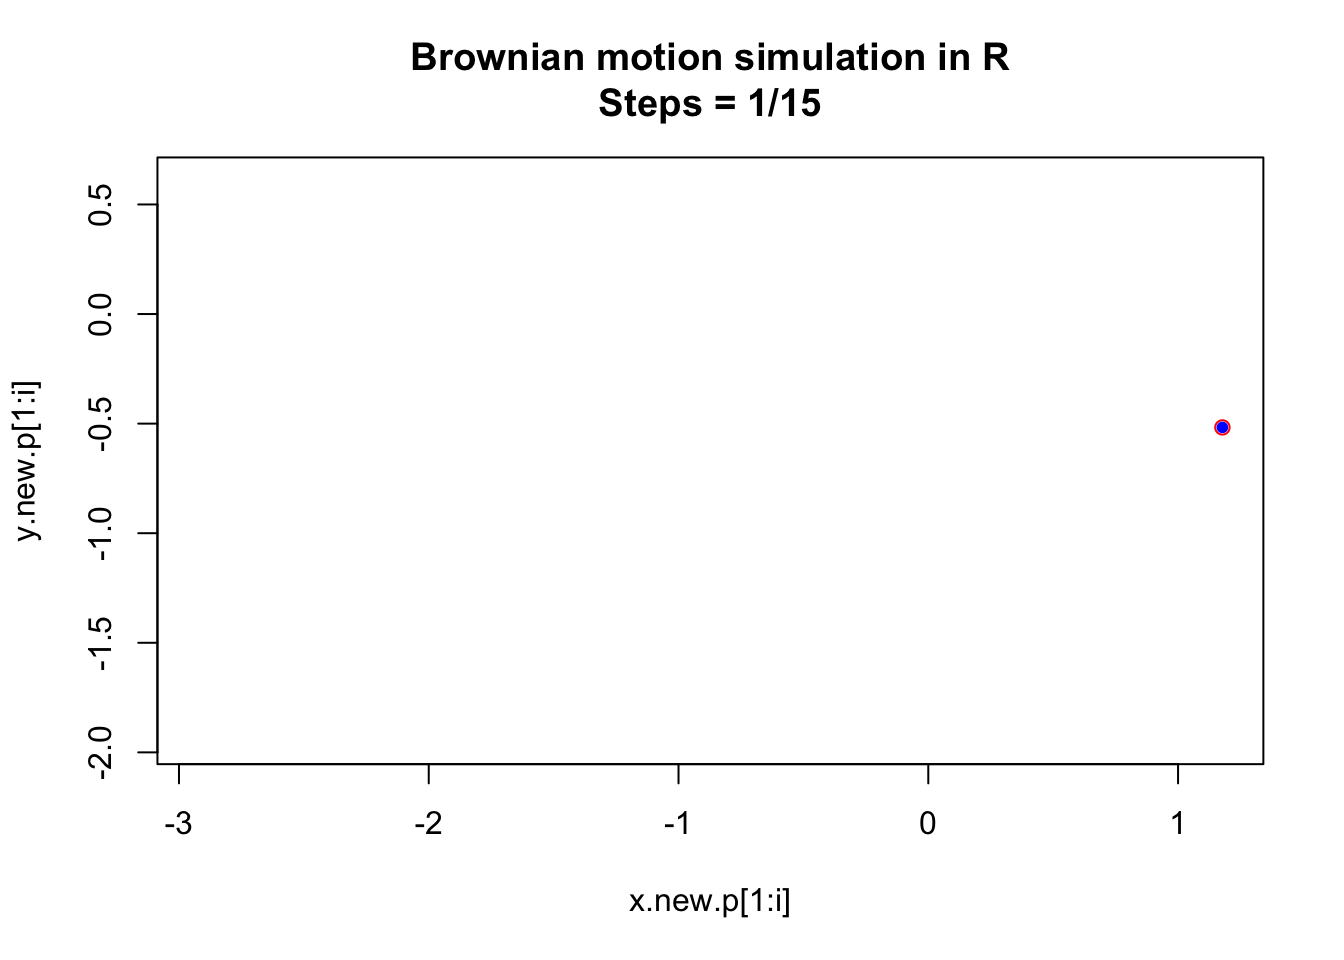 Brownian motion simulation in R
Steps = 1/15
0.5
0.0
-0.5
-1.0
-1.5
-2.0
y.new.p[1:i]
-3 -2 -1 0 1
x.new.p[1:i]